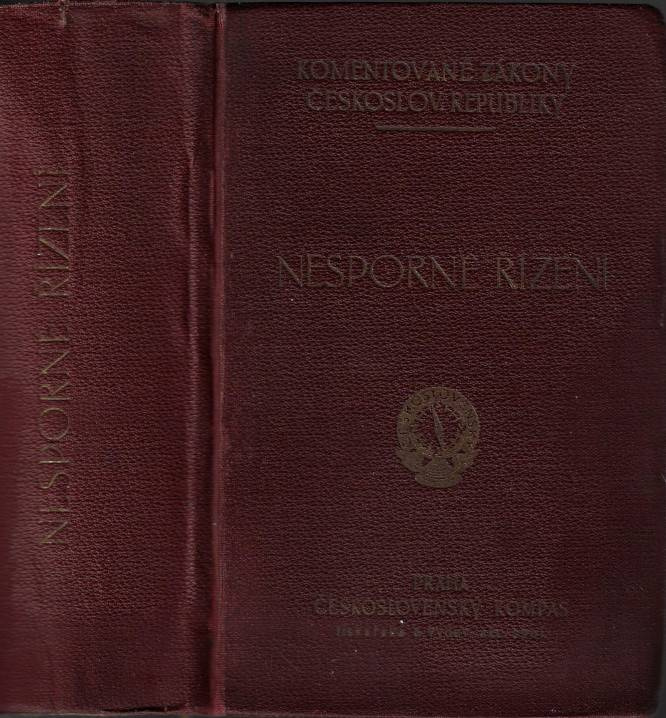 NESPORNÉ ŘÍZENÍ
KOMENTOVANÉ ZÁKONY
ČESKOSLOV. REPUBLIKY
NESPORNÉ ŘÍZENÍ
PRAHA
ČESKOSLOVENSKÝ KOMPAS